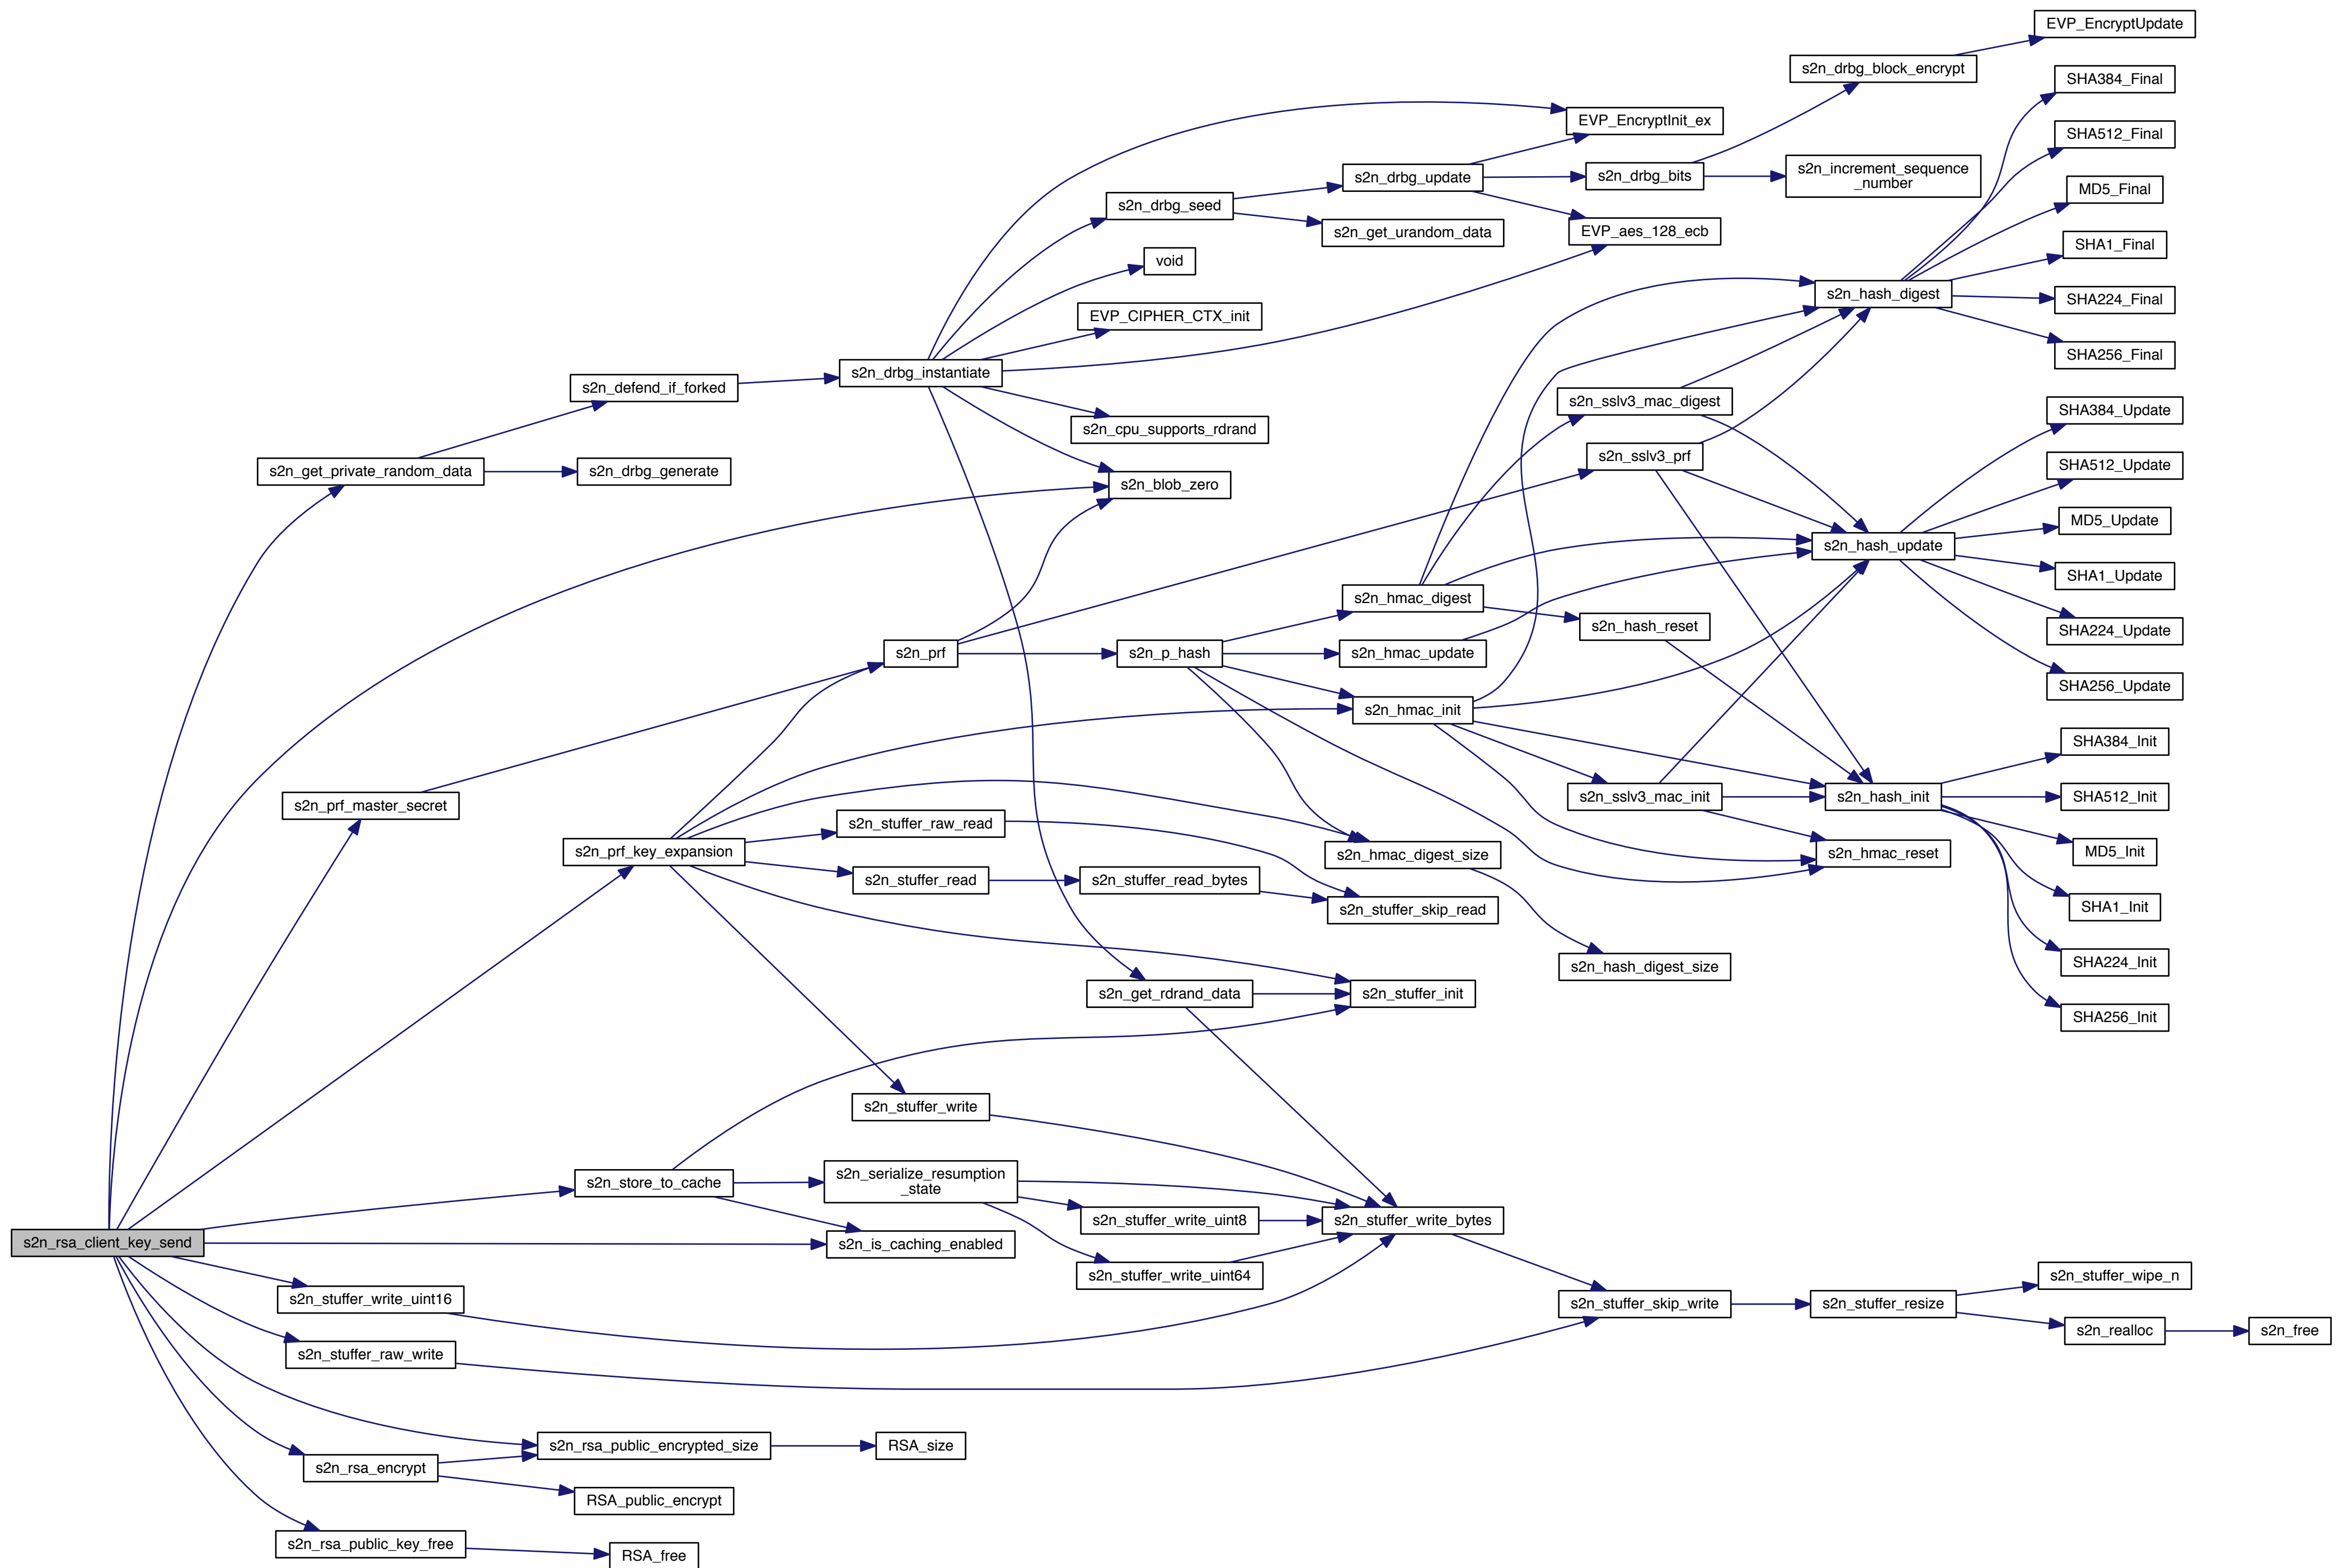 EVP_EncryptUpdate
s2n_drbg_block_encrypt
SHA384_Final
EVP_EncryptInit_ex
SHA512_Final
s2n_drbg_update
s2n_drbg_bits
s2n_increment_sequence
_number
MD5_Final
s2n_drbg_seed
s2n_get_urandom_data
EVP_aes_128_ecb
SHA1_Final
void
s2n_hash_digest
SHA224_Final
EVP_CIPHER_CTX_init
SHA256_Final
s2n_drbg_instantiate
s2n_defend_if_forked
s2n_sslv3_mac_digest
SHA384_Update
s2n_cpu_supports_rdrand
s2n_sslv3_prf
SHA512_Update
s2n_get_private_random_data
s2n_drbg_generate
s2n_blob_zero
MD5_Update
s2n_hash_update
SHA1_Update
s2n_hmac_digest
s2n_hash_reset
SHA224_Update
s2n_prf
s2n_p_hash
s2n_hmac_update
SHA256_Update
s2n_hmac_init
SHA384_Init
s2n_prf_master_secret
s2n_sslv3_mac_init
s2n_hash_init
SHA512_Init
s2n_stuffer_raw_read
s2n_prf_key_expansion
s2n_hmac_digest_size
s2n_hmac_reset
MD5_Init
s2n_stuffer_read
s2n_stuffer_read_bytes
s2n_stuffer_skip_read
SHA1_Init
s2n_hash_digest_size
SHA224_Init
s2n_get_rdrand_data
s2n_stuffer_init
SHA256_Init
s2n_stuffer_write
s2n_store_to_cache
s2n_serialize_resumption
_state
s2n_stuffer_write_uint8
s2n_stuffer_write_bytes
s2n_rsa_client_key_send
s2n_is_caching_enabled
s2n_stuffer_write_uint64
s2n_stuffer_wipe_n
s2n_stuffer_write_uint16
s2n_stuffer_skip_write
s2n_stuffer_resize
s2n_realloc
s2n_free
s2n_stuffer_raw_write
s2n_rsa_public_encrypted_size
RSA_size
s2n_rsa_encrypt
RSA_public_encrypt
s2n_rsa_public_key_free
RSA_free